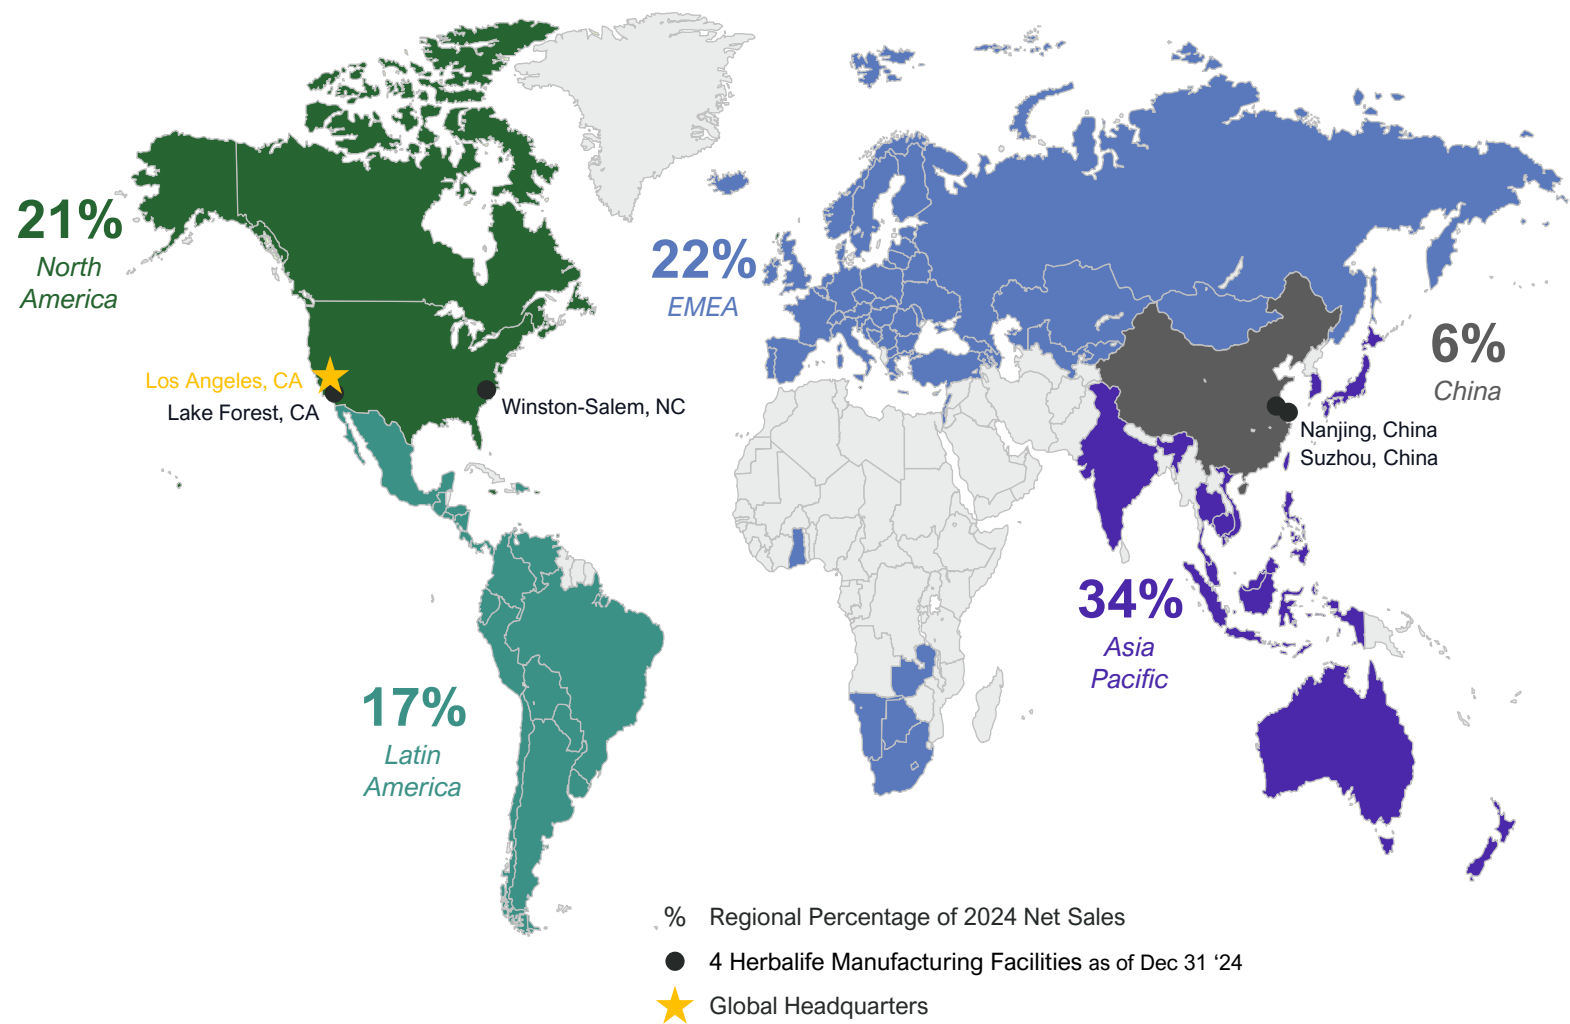 21%
North
America
22%
EMEA
6%
China
Los Angeles, CA
Lake Forest, CA
Winston-Salem, NC
Nanjing, China
Suzhou, China
34%
Asia
Pacific
17%
Latin
America
% Regional Percentage of 2024 Net Sales
4 Herbalife Manufacturing Facilities as of Dec 31 ‘24
Global Headquarters